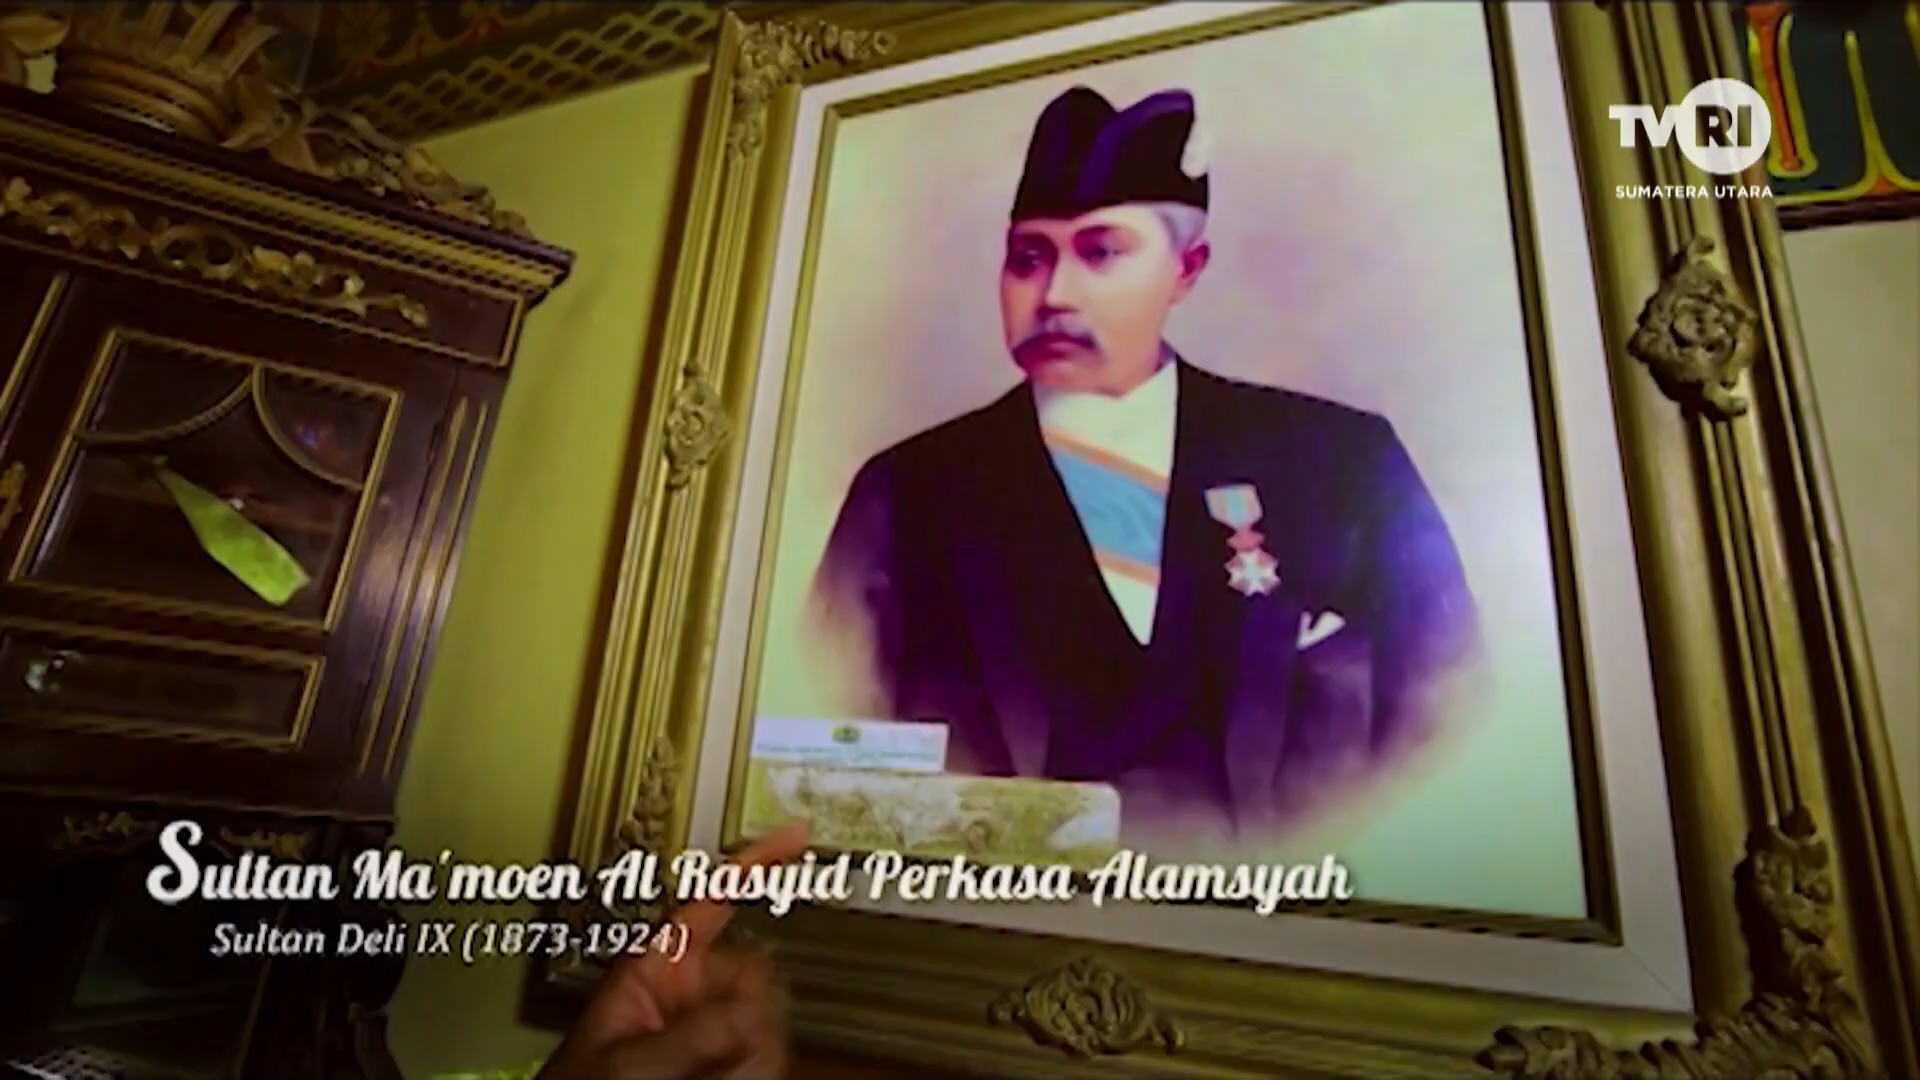 TVRI
SUMATERA UTARA
Sultan Ma'moen Al Rasyid Perkasa Alamsyah
Sultan Deli IX (1873-1924)